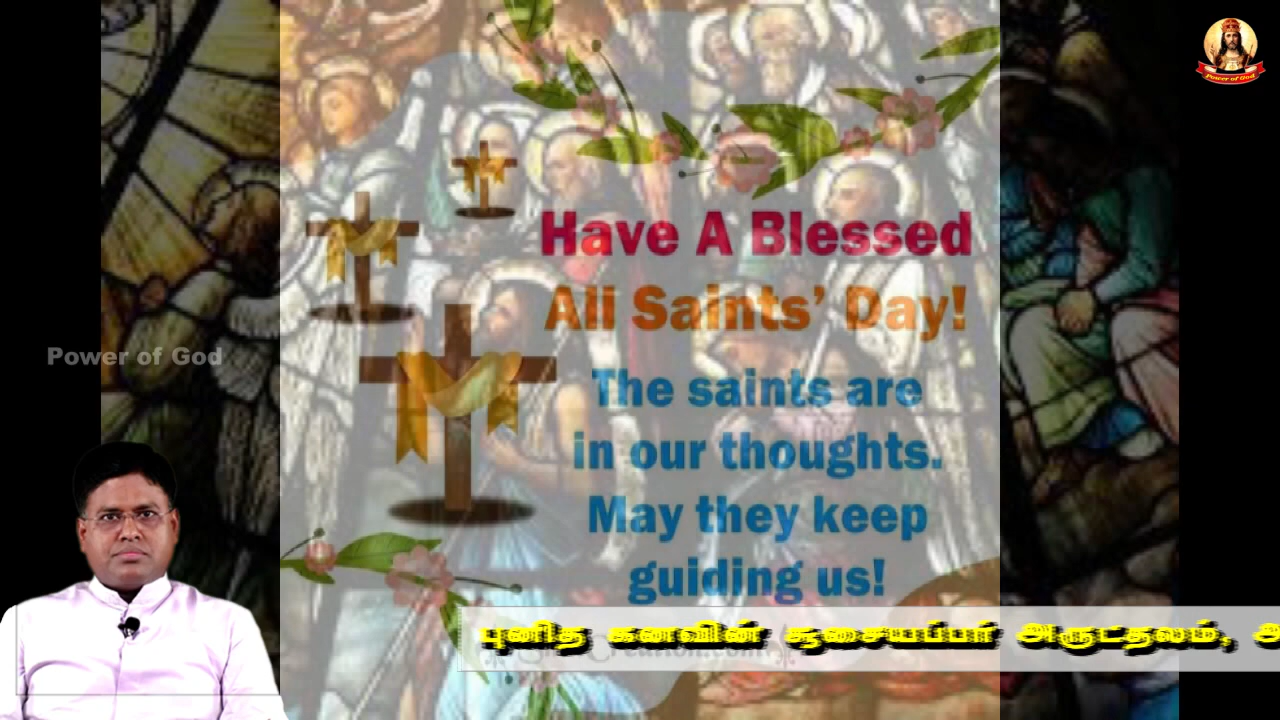 Power of God
Have A Blessed
All Saints’ Day!
Power of God
The saints are
in our thoughts.
May they keep
guiding us!
புனித கனவின் சூசையப்பர் அருட்தலம்,